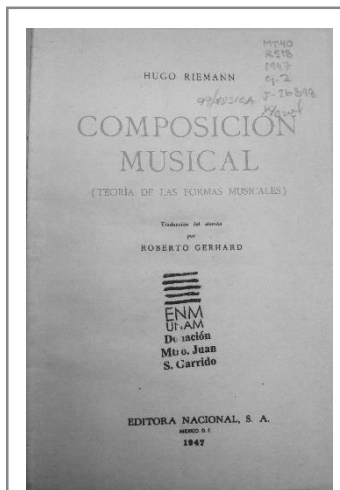 MT40
R518
1947
ej. 2
HUGO RIEMANN
J-26898
COMPOSICIÓN
MUSICAL
(TEORÍA DE LAS FORMAS MUSICALES)
Traducción del alemán
por
ROBERTO GERHARD
ENM
UNAM
Donación
Mtro. Juan
S. Garrido
EDITORA NACIONAL, S. A.
MEXICO D. F.
1947